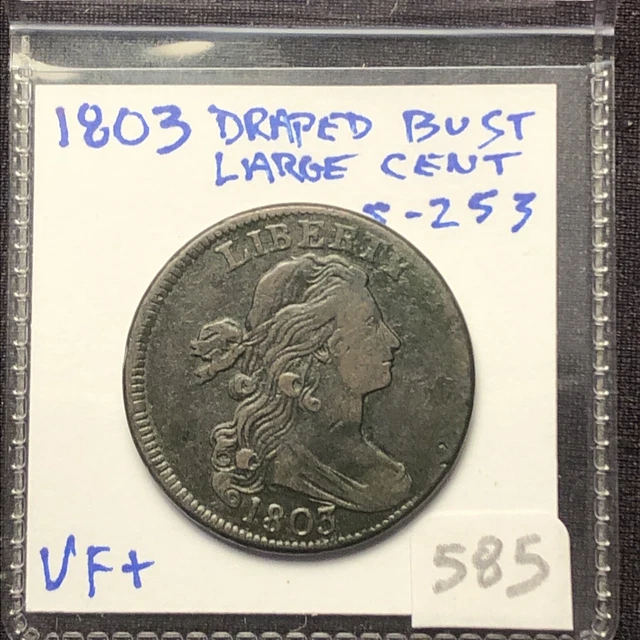 1803 DRAPED BUST
LARGE CENT
S-253
LIBERTY
1803
VF+
585